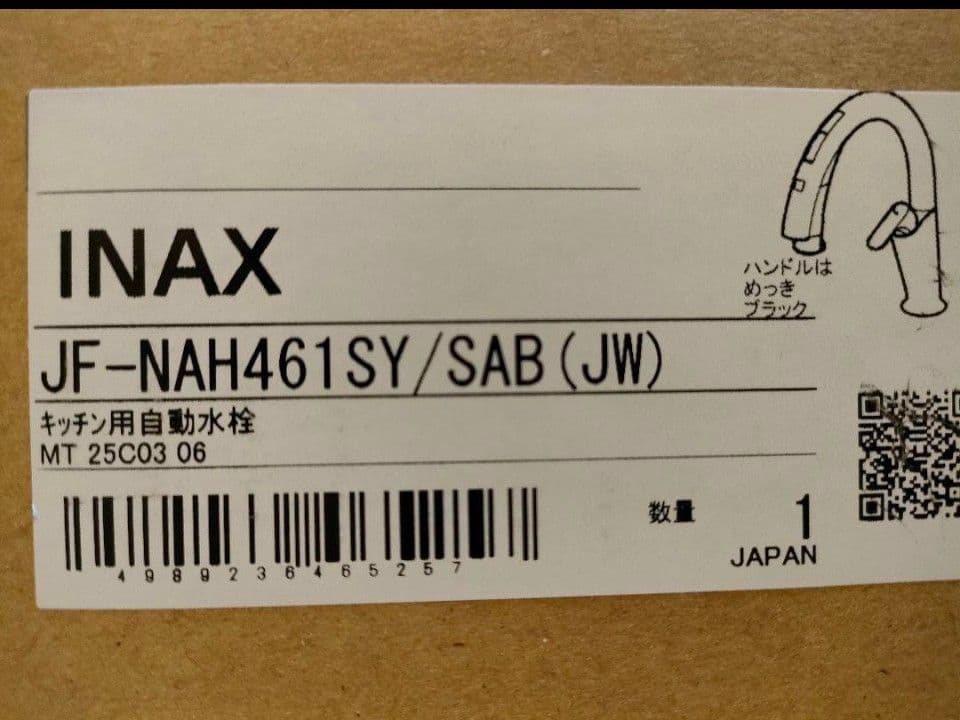 INAX
ハンドルは
めっき
ブラック
JF-NAH461SY/SAB(JW)
キッチン用自動水栓
MT 25C03 06
数量 1
JAPAN
4989236465257